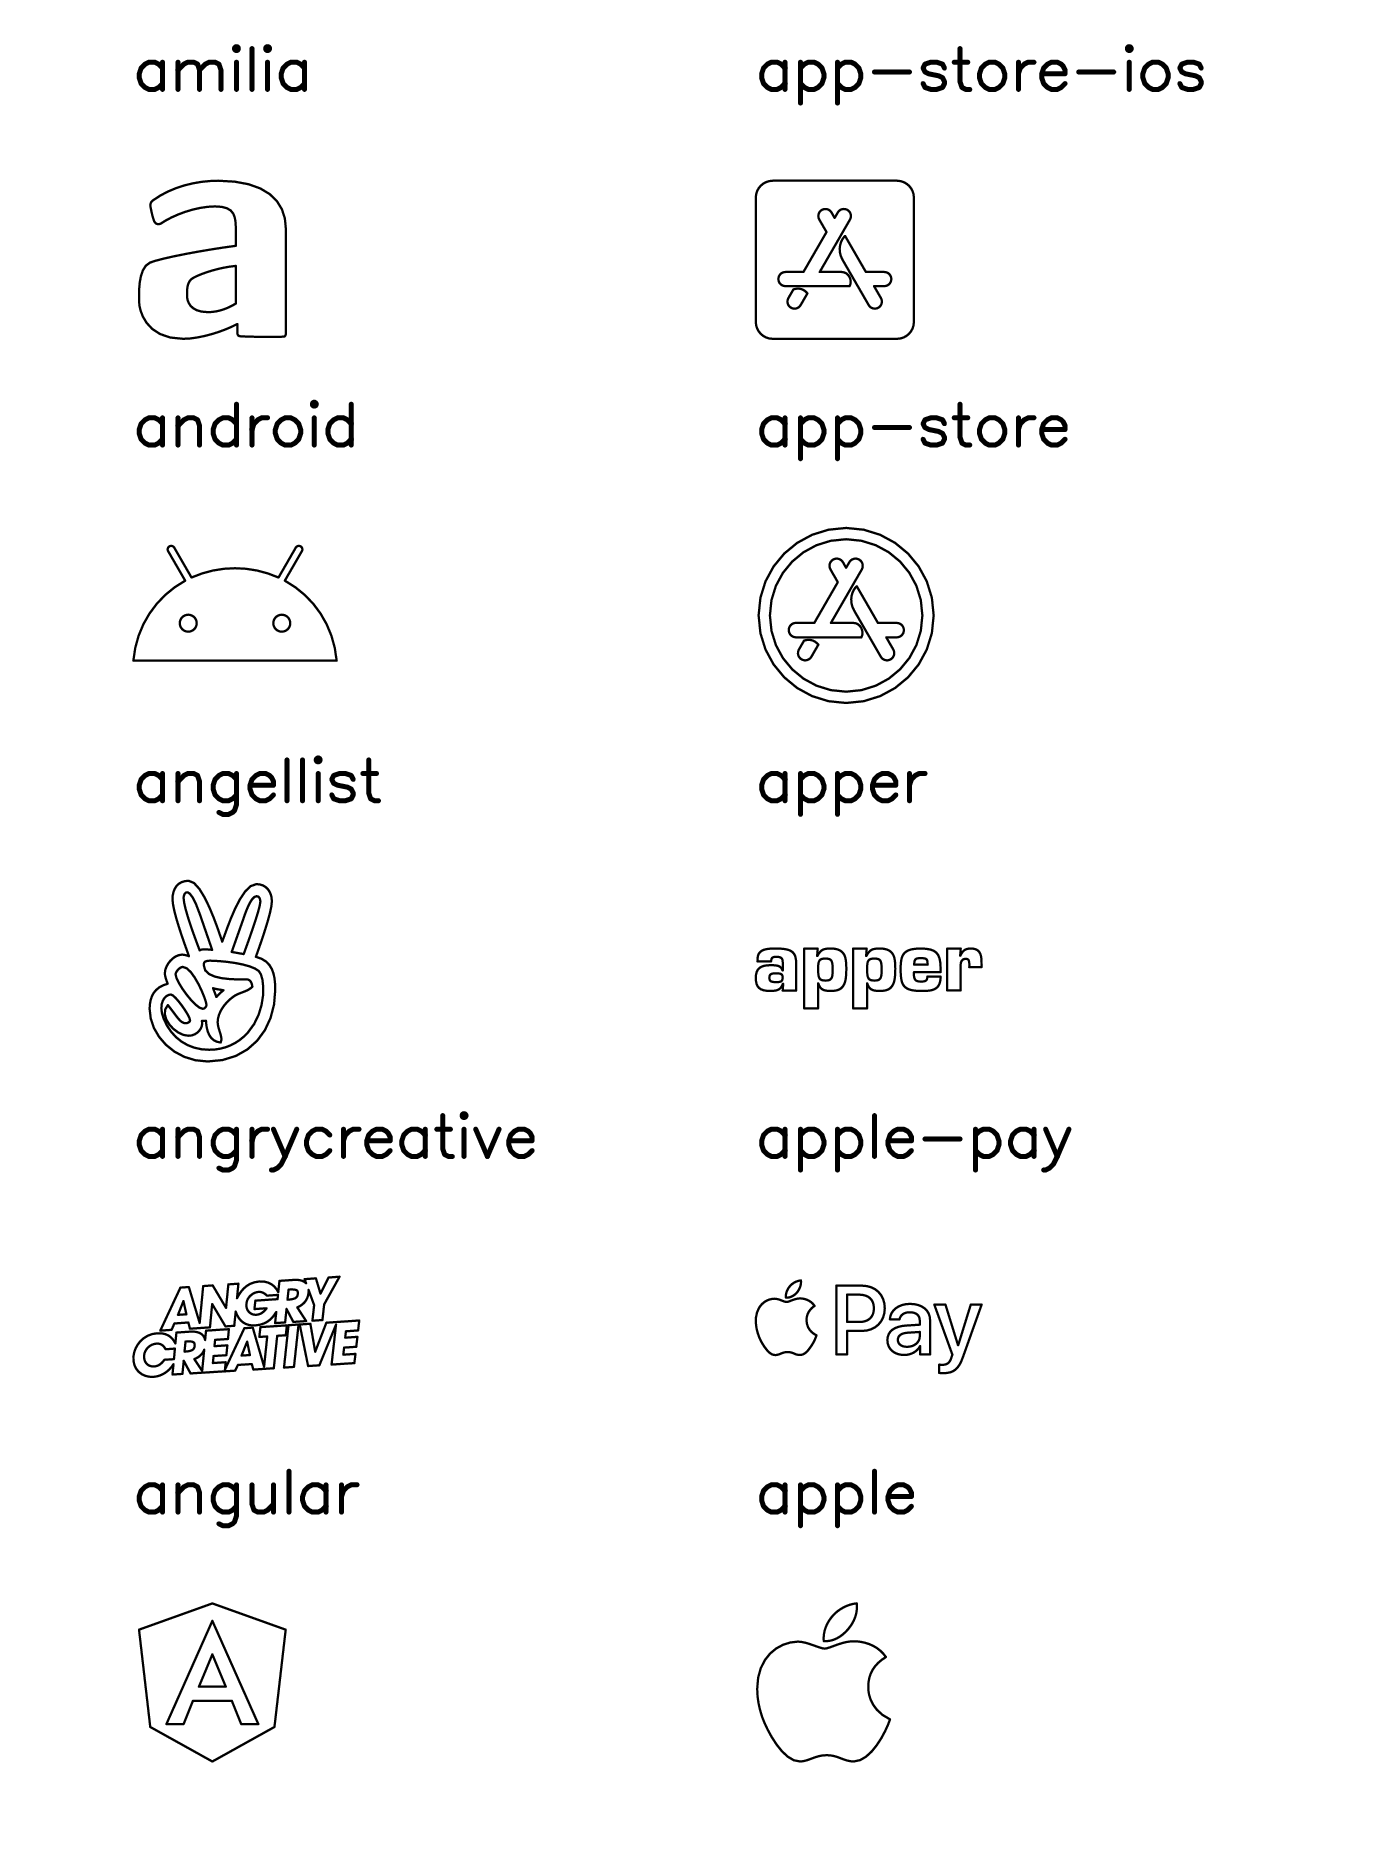 amilia
a
android
angellist
angrycreative
ANGRY
CREATIVE
angular
A
app-store-ios
app-store
apper
apper
apple-pay
Pay
apple